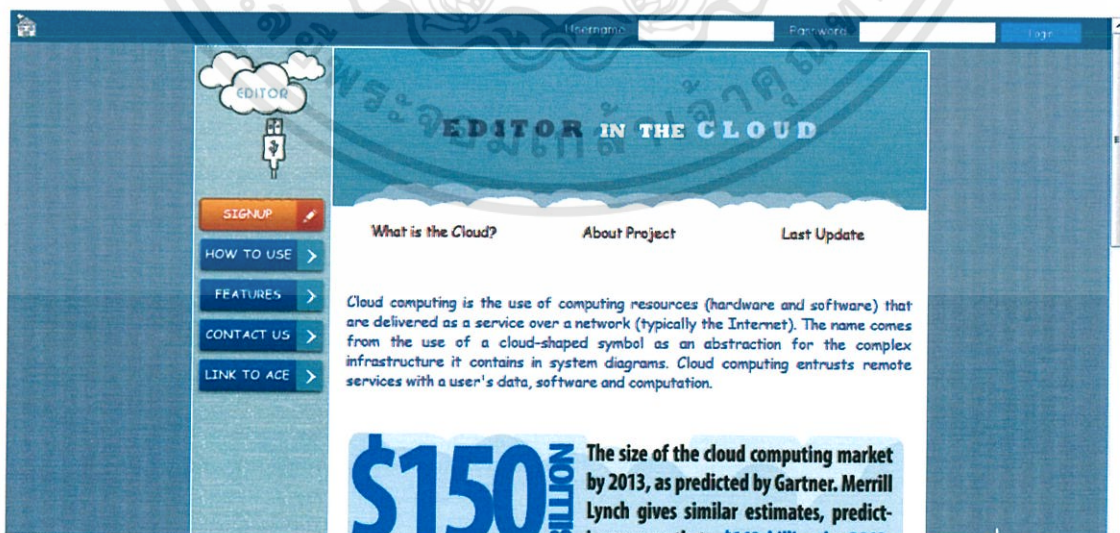 Username
Password
Login
EDITOR
EDITOR IN THE CLOUD
SIGNUP
HOW TO USE
FEATURES
CONTACT US
LINK TO ACE
What is the Cloud?
About Project
Last Update
Cloud computing is the use of computing resources (hardware and software) that
are delivered as a service over a network (typically the Internet). The name comes
from the use of a cloud-shaped symbol as an abstraction for the complex
infrastructure it contains in system diagrams. Cloud computing entrusts remote
services with a user's data, software and computation.
$150
The size of the cloud computing market
by 2013, as predicted by Gartner. Merrill
Lynch gives similar estimates, predict-